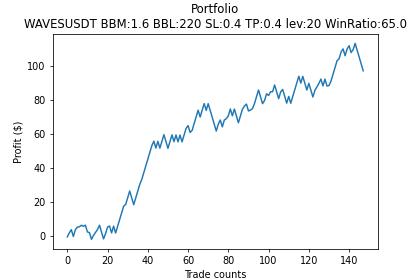 Portfolio
WAVESUSDT BBM:1.6 BBL:220 SL:0.4 TP:0.4 lev:20 WinRatio:65.0
100
80
60
40
20
0
Profit ($)
0 20 40 60 80 100 120 140
Trade counts